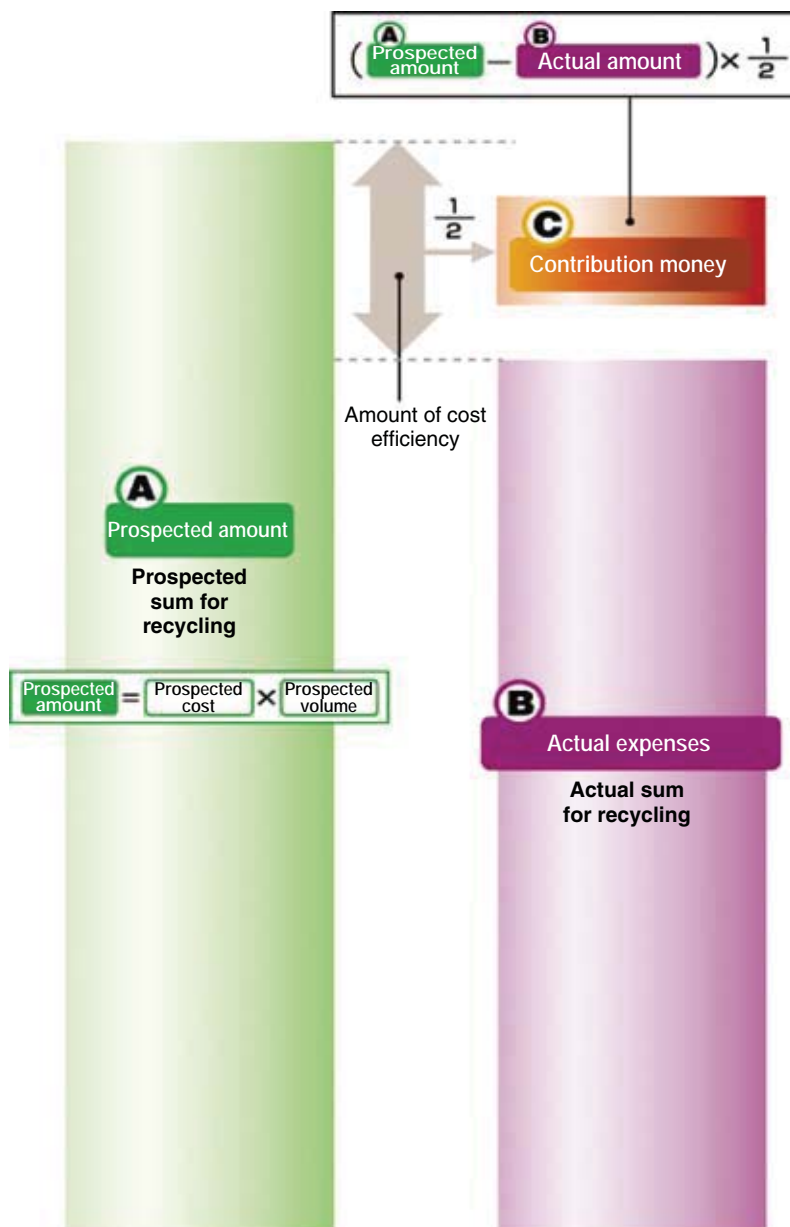 A B
( Prospected amount − Actual amount ) × 1/2
1/2
C
Contribution money
Amount of cost
efficiency
A
Prospected amount
Prospected
sum for
recycling
Prospected amount = Prospected cost × Prospected volume
B
Actual expenses
Actual sum
for recycling